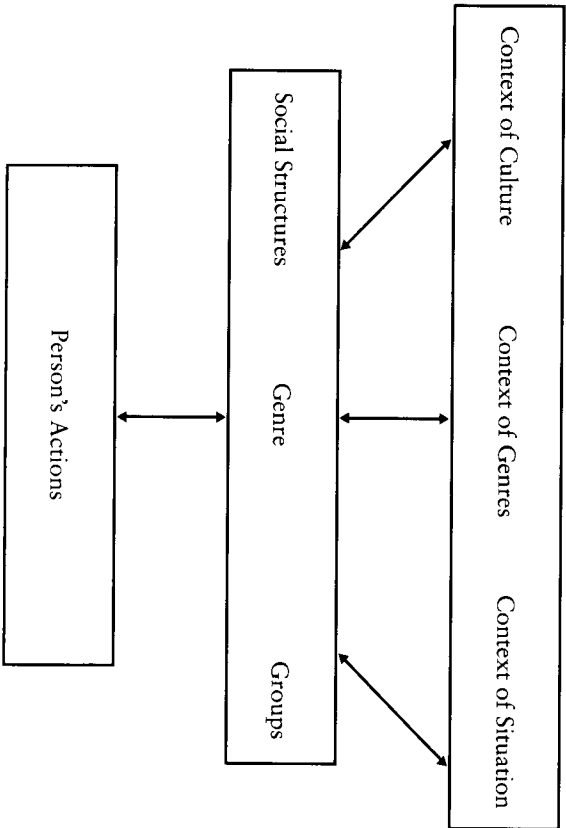 Context of Culture Context of Genres Context of Situation
Social Structures Genre Groups
Person's Actions